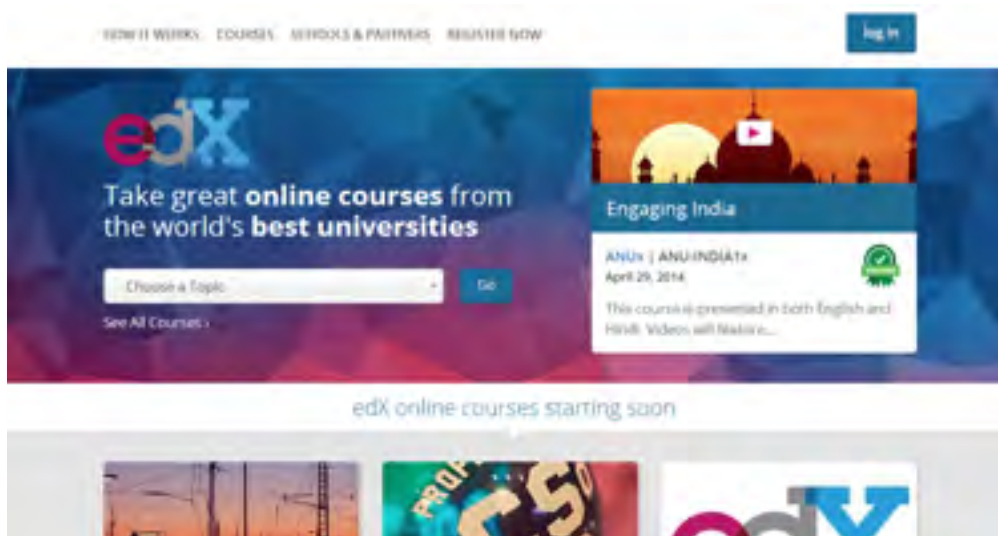 HOW IT WORKS COURSES SCHOOLS & PARTNERS REGISTER NOW
log in
edX
Take great online courses from
the world's best universities
Choose a Topic
Go
See All Courses ›
Engaging India
ANUx | ANU-INDIA1x
April 29, 2014
This course is presented in both English and
Hindi. Videos will feature...
edX online courses starting soon
PROF
CS
edX